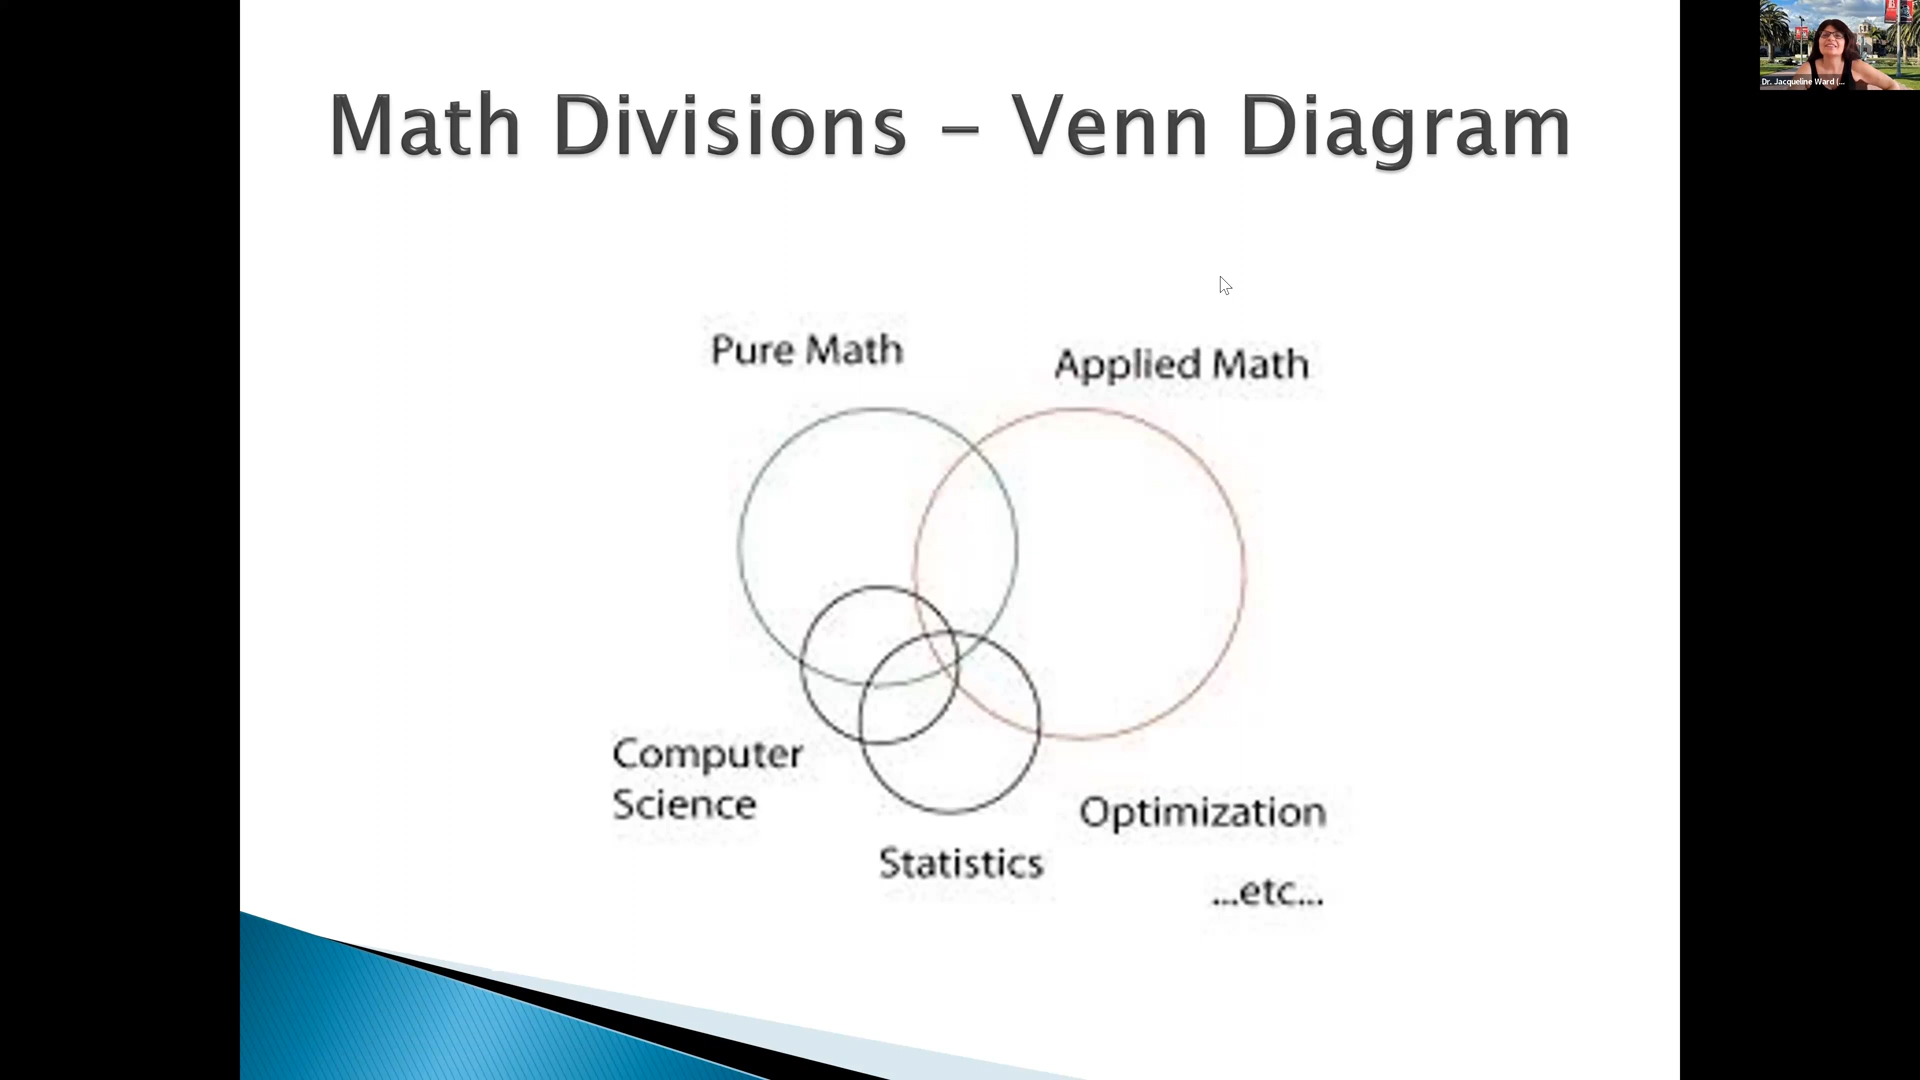 Math Divisions – Venn Diagram
Dr. Jacqueline Ward (...
Pure Math
Applied Math
Computer
Science
Optimization
Statistics
...etc...